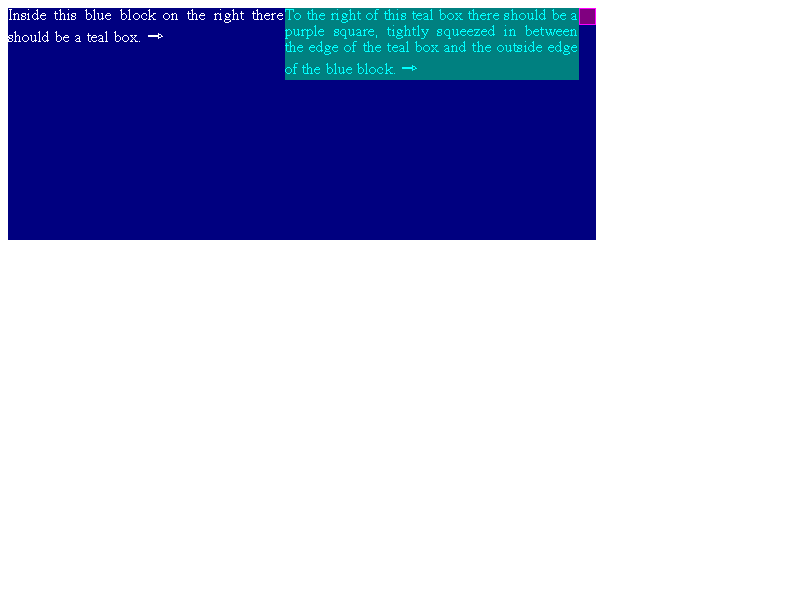 Inside this blue block on the right there
should be a teal box. ⇾
To the right of this teal box there should be a
purple square, tightly squeezed in between
the edge of the teal box and the outside edge
of the blue block. ⇾